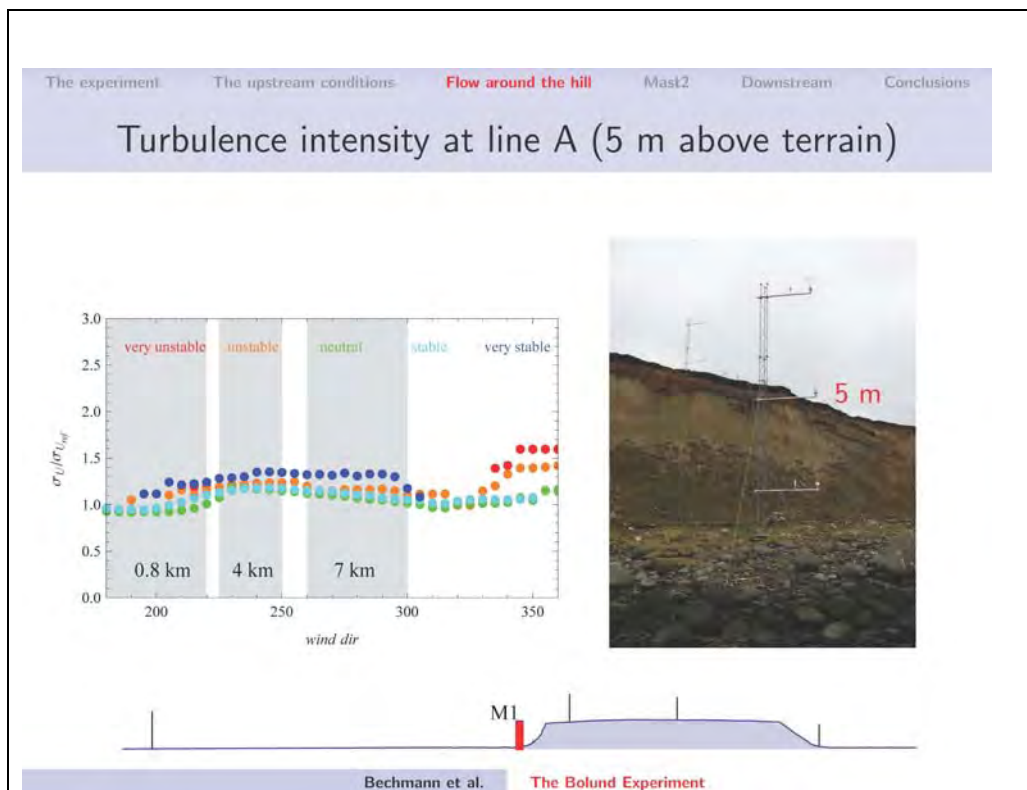 The experiment The upstream conditions Flow around the hill Mast2 Downstream Conclusions
Turbulence intensity at line A (5 m above terrain)
3.0
very unstable unstable neutral stable very stable
2.5
2.0
1.5
1.0
0.5
0.0
σU/σUref
0.8 km 4 km 7 km
200 250 300 350
wind dir
5 m
M1
Bechmann et al. The Bolund Experiment